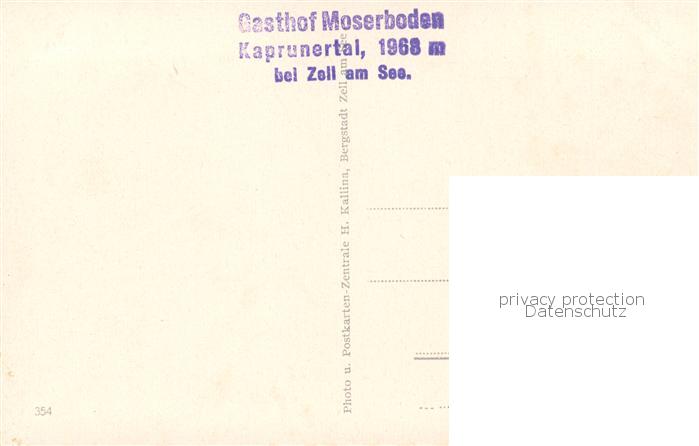 Gasthof Moserboden
Kaprunertal, 1968 m
bei Zell am See.
Photo u. Postkarten-Zentrale H. Kallina, Bergstadt Zell am See
privacy protection
Datenschutz
354